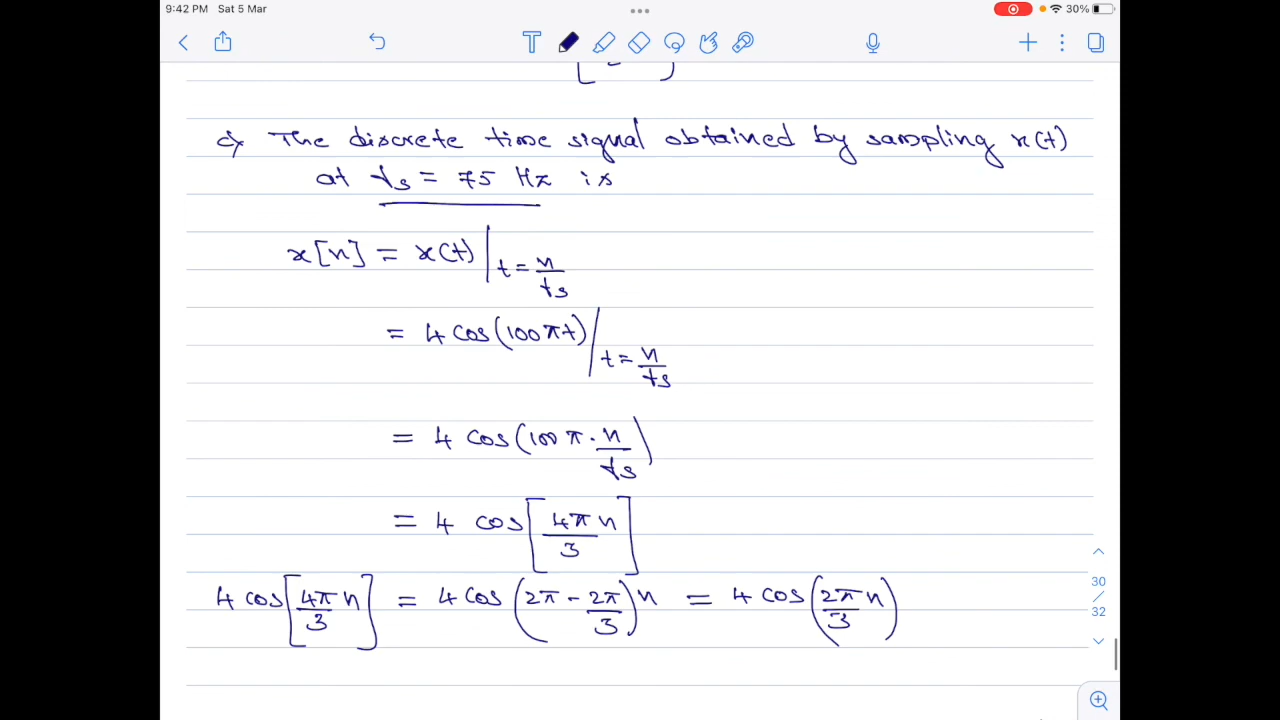 9:42 PM Sat 5 Mar
30%
c) The discrete time signal obtained by sampling x(t)
at fs = 75 Hz is
x[n] = x(t)|t=n/fs
= 4 cos(100πt)|t=n/fs
= 4 cos(100π·n/fs)
= 4 cos[4πn/3]
4 cos[4π/3 n] = 4 cos(2π-2π/3)n = 4 cos(2π/3 n)
30/32